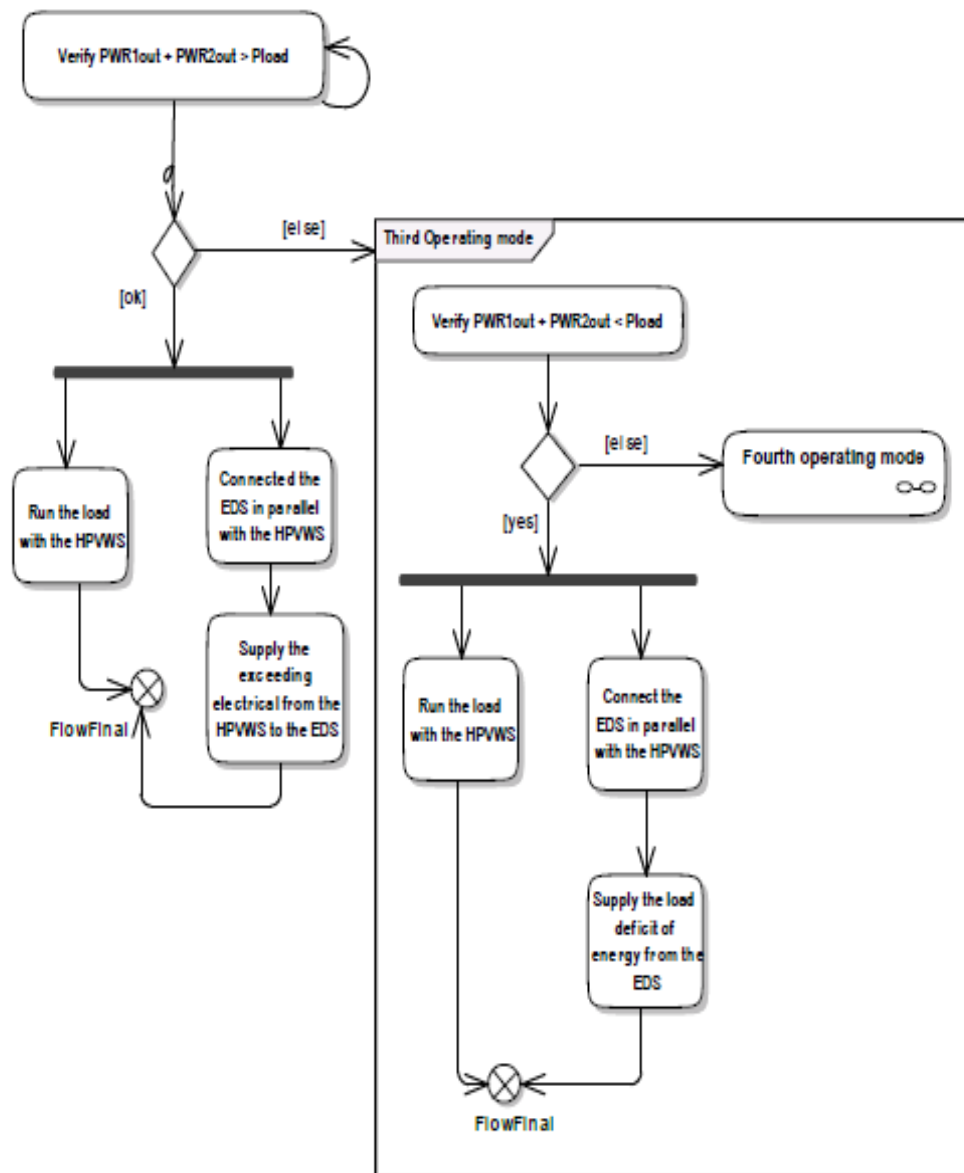 Verify PWR1out + PWR2out > Pload
[else]
[ok]
Run the load
with the HPVWS
Connected the
EDS in parallel
with the HPVWS
Supply the
exceeding
electrical from the
HPVWS to the EDS
FlowFinal
Third Operating mode
Verify PWR1out + PWR2out < Pload
[else]
Fourth operating mode
[yes]
Run the load
with the HPVWS
Connect the
EDS in parallel
with the HPVWS
Supply the load
deficit of
energy from the
EDS
FlowFinal